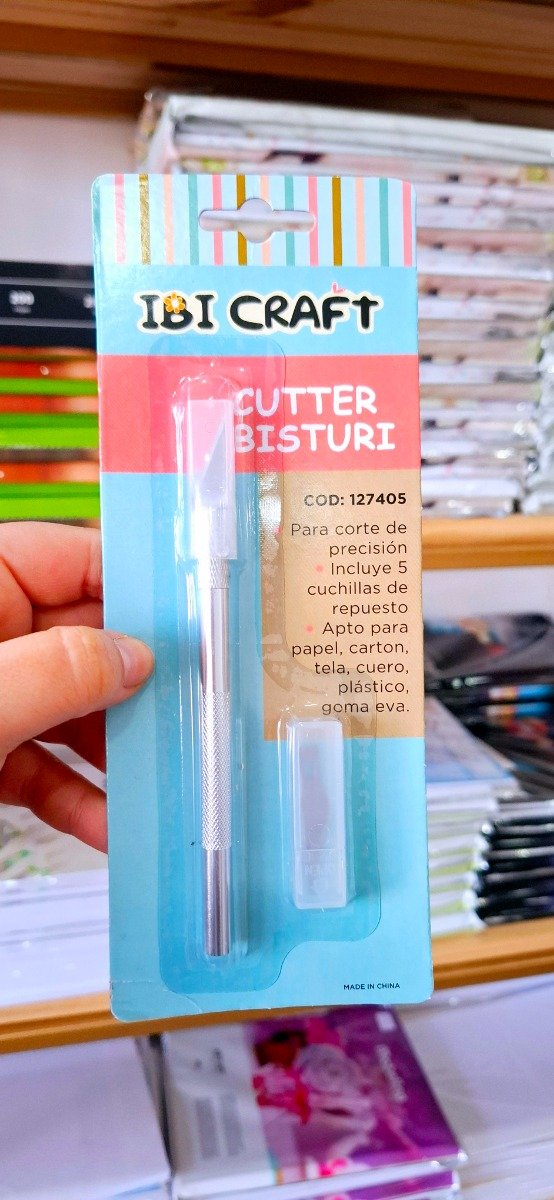 IBI CRAFT
CUTTER
BISTURI
COD: 127405
Para corte de
precisión
• Incluye 5
cuchillas de
repuesto
• Apto para
papel, carton,
tela, cuero,
plástico,
goma eva.
MADE IN CHINA